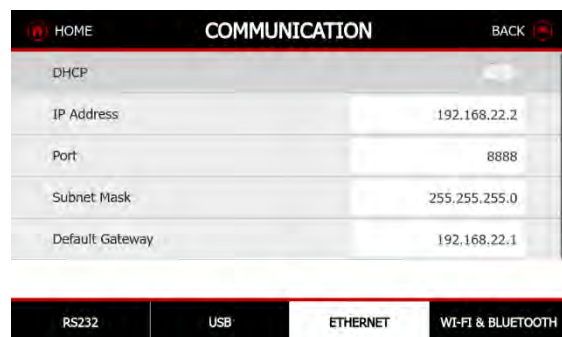 HOME COMMUNICATION BACK
DHCP
IP Address 192.168.22.2
Port 8888
Subnet Mask 255.255.255.0
Default Gateway 192.168.22.1
RS232 USB ETHERNET WI-FI & BLUETOOTH